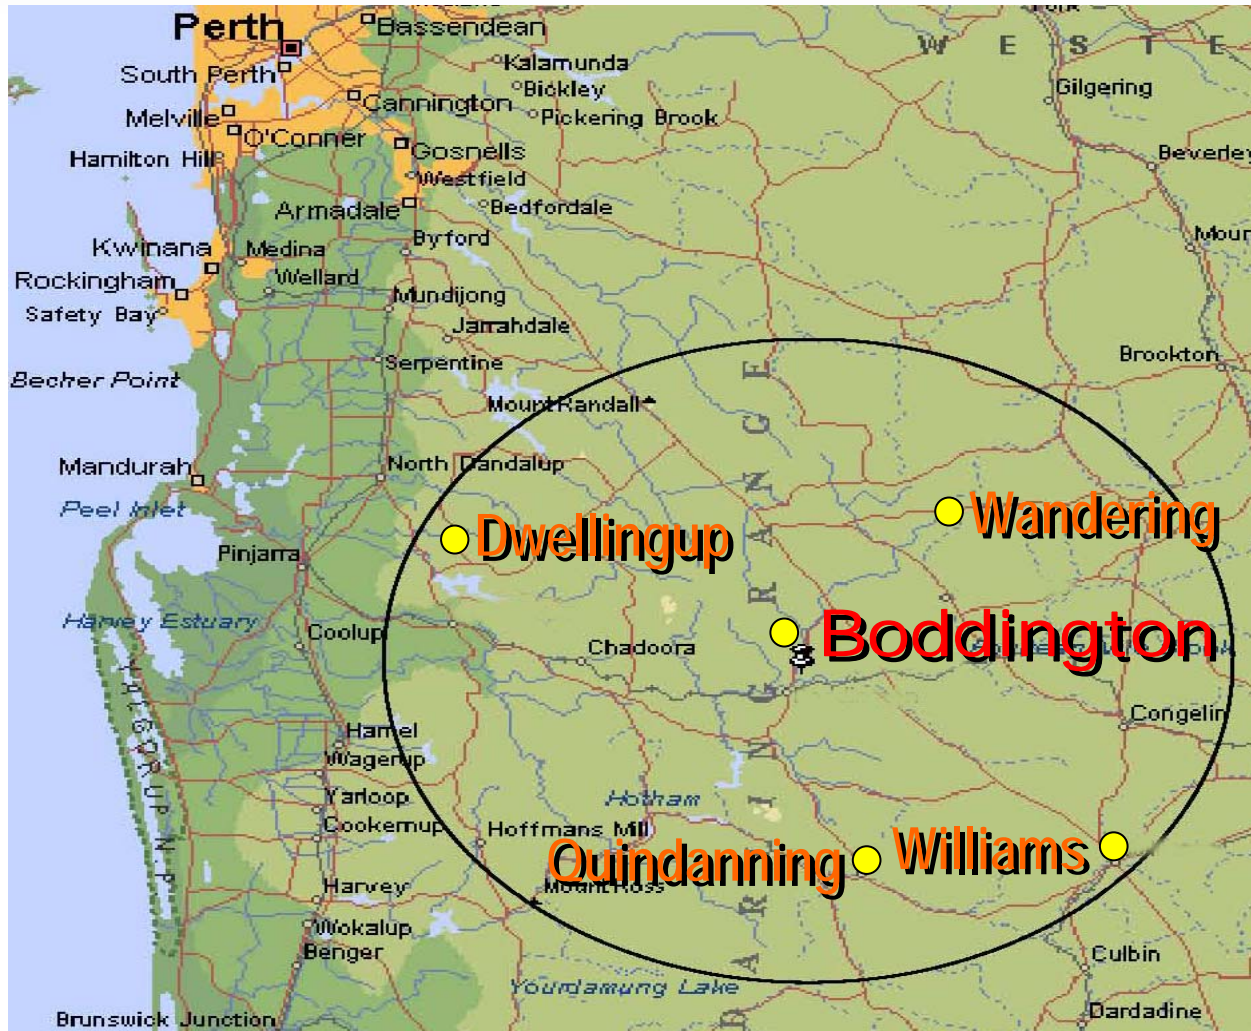 Perth
Bassendean
W E S T E
South Perth
Kalamunda
Bickley
Gilgering
Melville
Cannington
Pickering Brook
O'Conner
Hamilton Hill
Gosnells
Beverley
Westfield
Armadale
Bedfordale
Kwinana
Medina
Byford
Rockingham
Wellard
Safety Bay
Mundijong
Jarrahdale
Becher Point
Serpentine
Brookton
Mount Randall
Mandurah
North Dandalup
Peel Inlet
Dwellingup
Wandering
Pinjarra
Harvey Estuary
Coolup
Chadoora
Boddington
YALGORUP N.P.
DARLING RANGE
Congelin
Hamel
Wagerup
Yarloop
Hotham
Cookernup
Hoffmans Mill
Quindanning
Williams
Harvey
Mount Ross
Wokalup
Benger
Culbin
Yourdamung Lake
Brunswick Junction
Dardadine